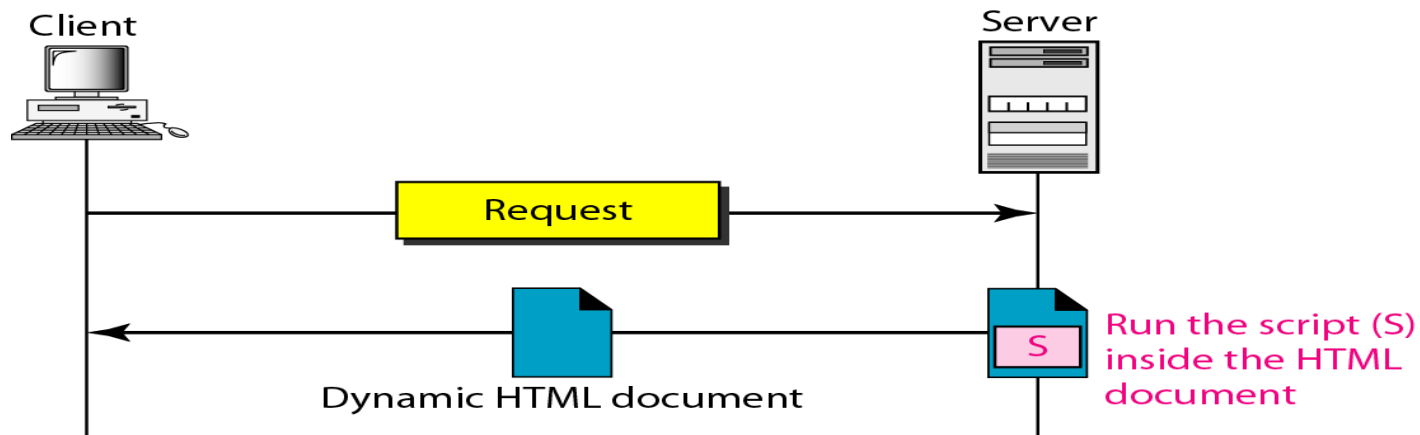 Client
Server
Request
S
Run the script (S)
inside the HTML
document
Dynamic HTML document